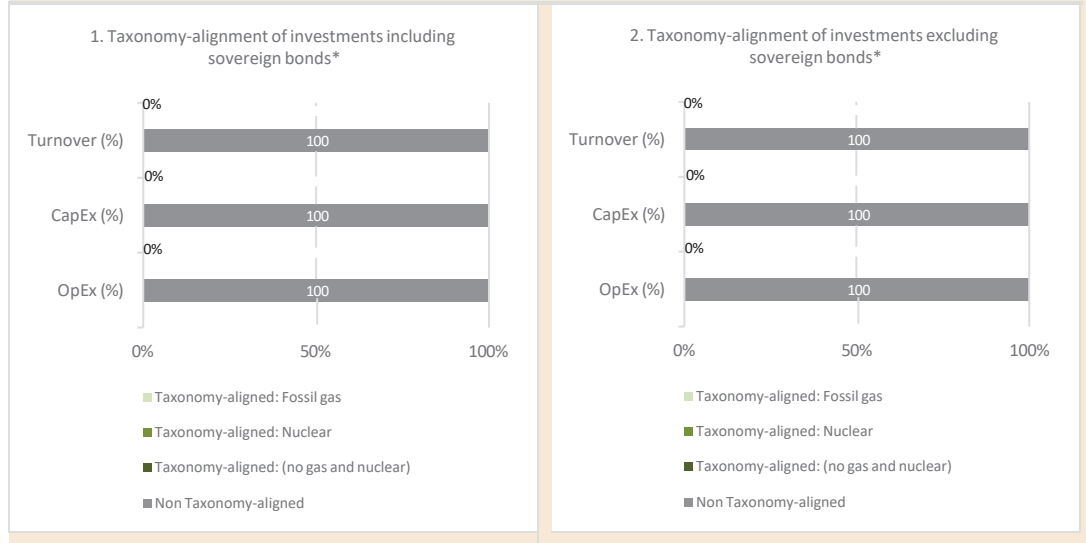 1. Taxonomy-alignment of investments including
sovereign bonds*
0%
Turnover (%)
100
0%
CapEx (%)
100
0%
OpEx (%)
100
0%
50%
100%
Taxonomy-aligned: Fossil gas
Taxonomy-aligned: Nuclear
Taxonomy-aligned: (no gas and nuclear)
Non Taxonomy-aligned
2. Taxonomy-alignment of investments excluding
sovereign bonds*
0%
Turnover (%)
100
0%
CapEx (%)
100
0%
OpEx (%)
100
0%
50%
100%
Taxonomy-aligned: Fossil gas
Taxonomy-aligned: Nuclear
Taxonomy-aligned: (no gas and nuclear)
Non Taxonomy-aligned